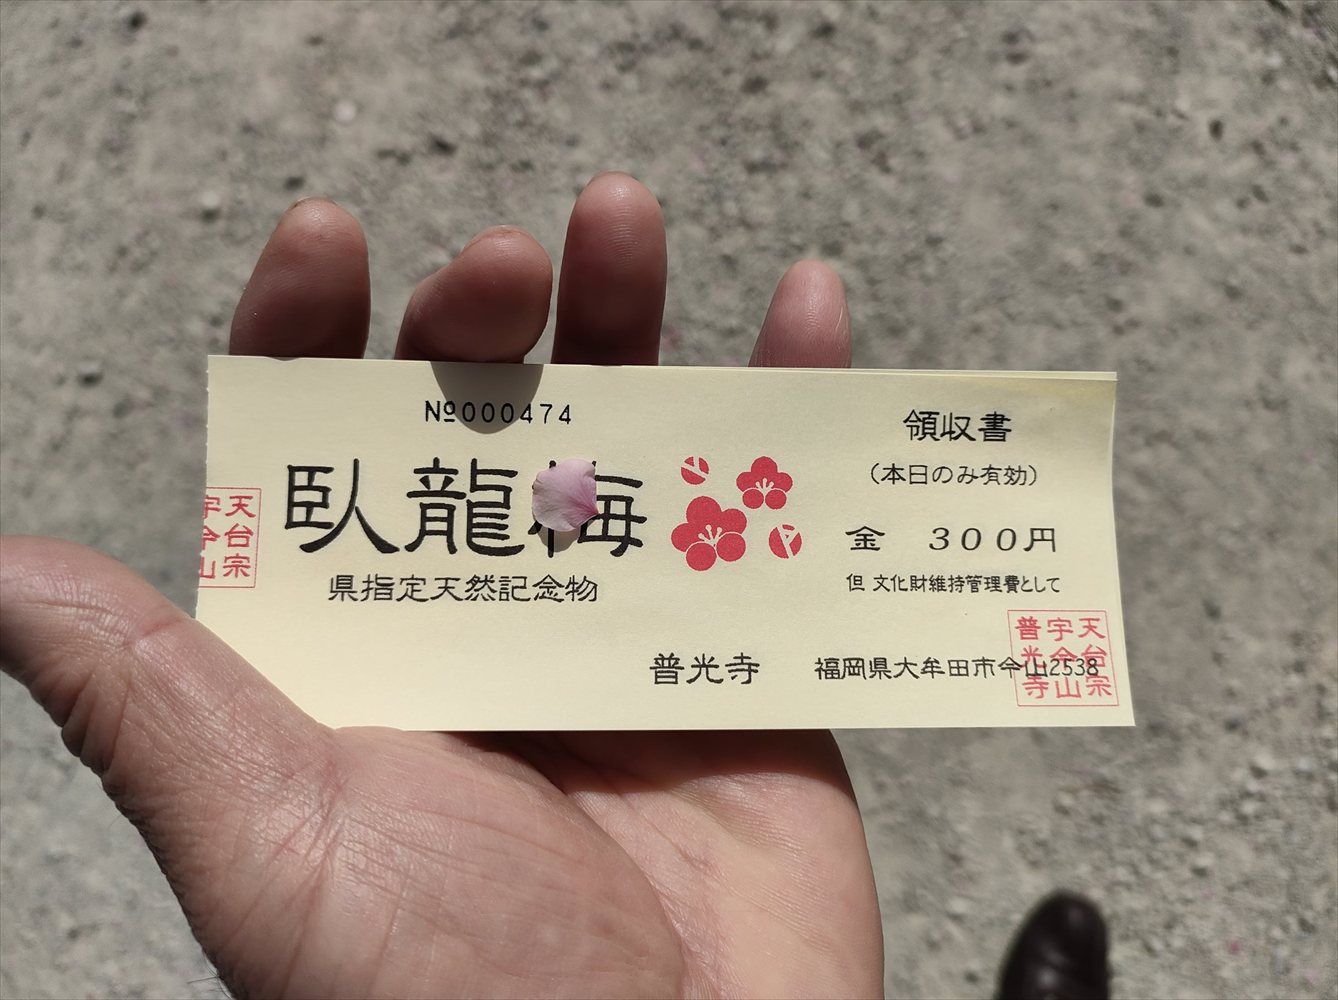 №000474
臥龍梅
県指定天然記念物
領収書
（本日のみ有効）
金 300円
但 文化財維持管理費として
普光寺 福岡県大牟田市今山2538
天台宗
宇今山
天台宗
宇今山
普光寺